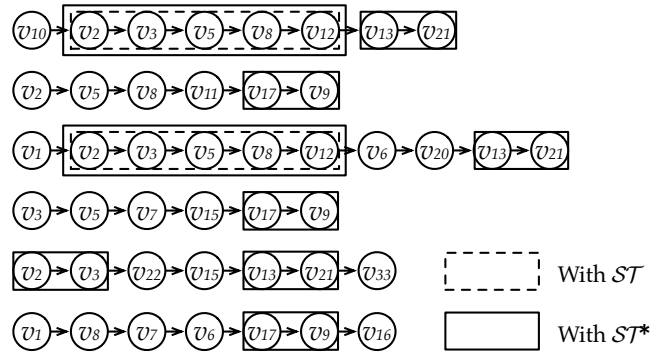 v10 v2 v3 v5 v8 v12 v13 v21
v2 v5 v8 v11 v17 v9
v1 v2 v3 v5 v8 v12 v6 v20 v13 v21
v3 v5 v7 v15 v17 v9
v2 v3 v22 v15 v13 v21 v33 With ST
v1 v8 v7 v6 v17 v9 v16 With ST*